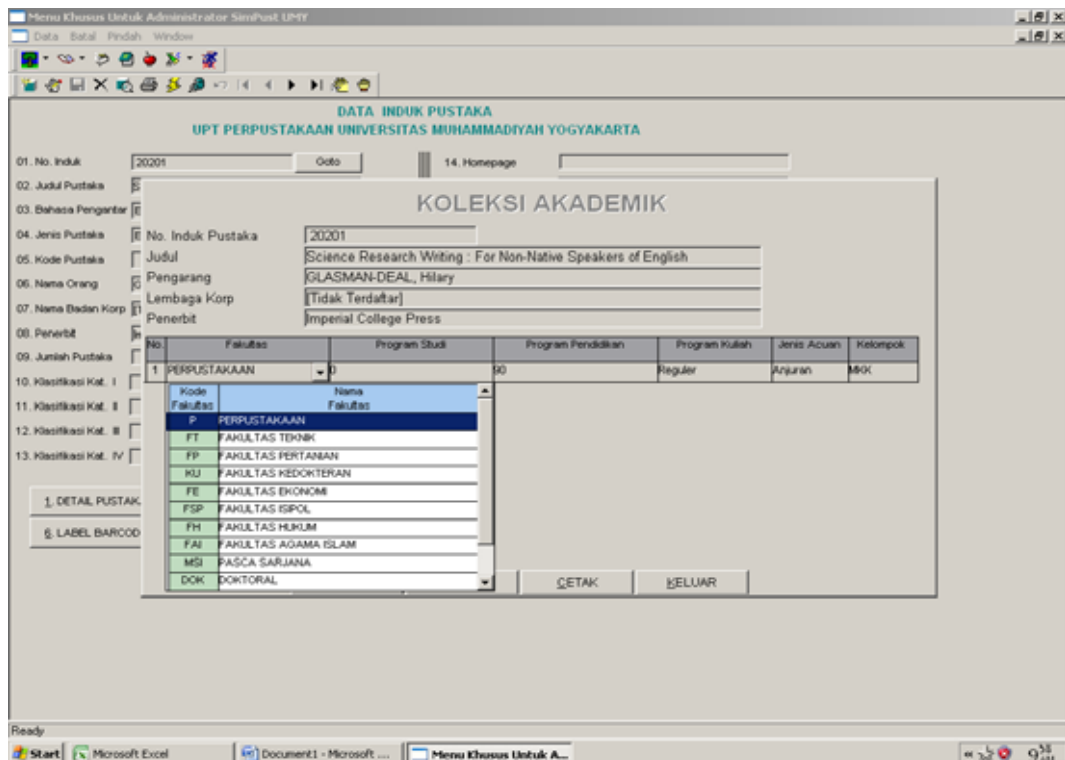 Menu Khusus Untuk Administrator SimPust UMY
Data Batal Pindah Window
DATA INDUK PUSTAKA
UPT PERPUSTAKAAN UNIVERSITAS MUHAMMADIYAH YOGYAKARTA
01. No. Induk 20201 Goto 14. Homepage
02. Judul Pustaka
03. Bahasa Pengantar
04. Jenis Pustaka
05. Kode Pustaka
06. Nama Orang
07. Nama Badan Korp
08. Penerbit
09. Jumlah Pustaka
10. Klasifikasi Kat. I
11. Klasifikasi Kat. II
12. Klasifikasi Kat. III
13. Klasifikasi Kat. IV
1. DETAIL PUSTAK
6. LABEL BARCOD
KOLEKSI AKADEMIK
No. Induk Pustaka 20201
Judul Science Research Writing : For Non-Native Speakers of English
Pengarang GLASMAN-DEAL, Hilary
Lembaga Korp [Tidak Terdaftar]
Penerbit Imperial College Press
No. Fakultas Program Studi Program Pendidikan Program Kuliah Jenis Acuan Kelompok
1 PERPUSTAKAAN 0 90 Reguler Anjuran MKK
Kode Fakultas Nama Fakultas
P PERPUSTAKAAN
FT FAKULTAS TEKNIK
FP FAKULTAS PERTANIAN
KU FAKULTAS KEDOKTERAN
FE FAKULTAS EKONOMI
FSP FAKULTAS ISIPOL
FH FAKULTAS HUKUM
FAI FAKULTAS AGAMA ISLAM
MSI PASCA SARJANA
DOK DOKTORAL
CETAK KELUAR
Ready
Start Microsoft Excel Document1 - Microsoft .... Menu Khusus Untuk A...